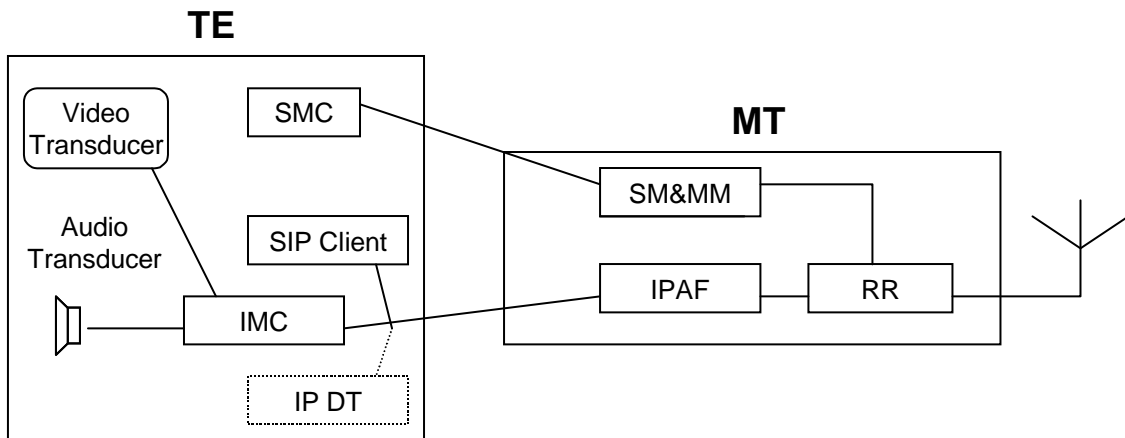 TE
Video
Transducer
SMC
MT
SM&MM
Audio
Transducer
SIP Client
IPAF
RR
IMC
IP DT